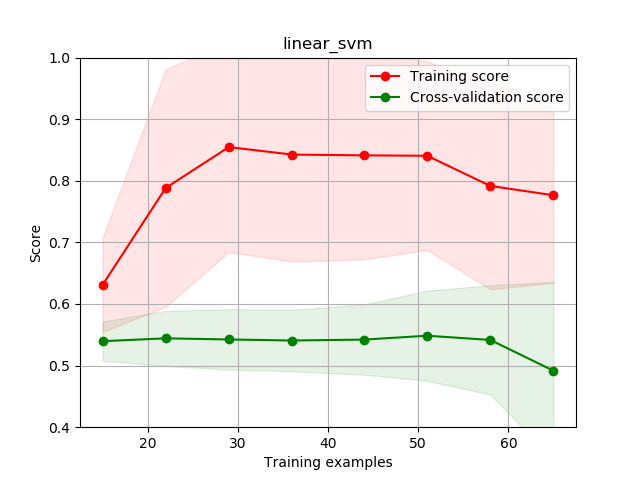 linear_svm
1.0
0.9
0.8
0.7
0.6
0.5
0.4
Score
Training score
Cross-validation score
20 30 40 50 60
Training examples